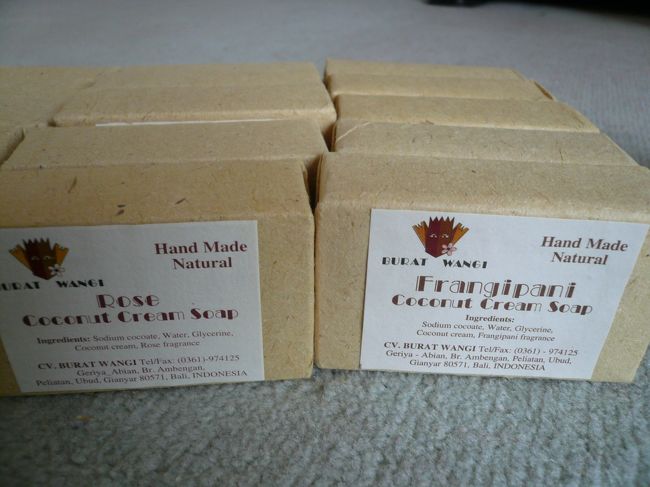 BURAT WANGI
Hand Made
Natural
Rose
Coconut Cream Soap
Ingredients: Sodium cocoate, Water, Glycerine,
Coconut cream, Rose fragrance
CV. BURAT WANGI Tel/Fax: (0361)-974125
Geriya_Abian, Br. Ambengan,
Peliatan, Ubud, Gianyar 80571, Bali, INDONESIA
BURAT WANGI
Hand Made
Natural
Frangipani
Coconut Cream Soap
Ingredients:
Sodium cocoate, Water, Glycerine,
Coconut cream, Frangipani fragrance
CV. BURAT WANGI Tel/Fax: (0361) - 974125
Geriya - Abian, Br. Ambengan, Peliatan, Ubud,
Gianyar 80571, Bali, INDONESIA